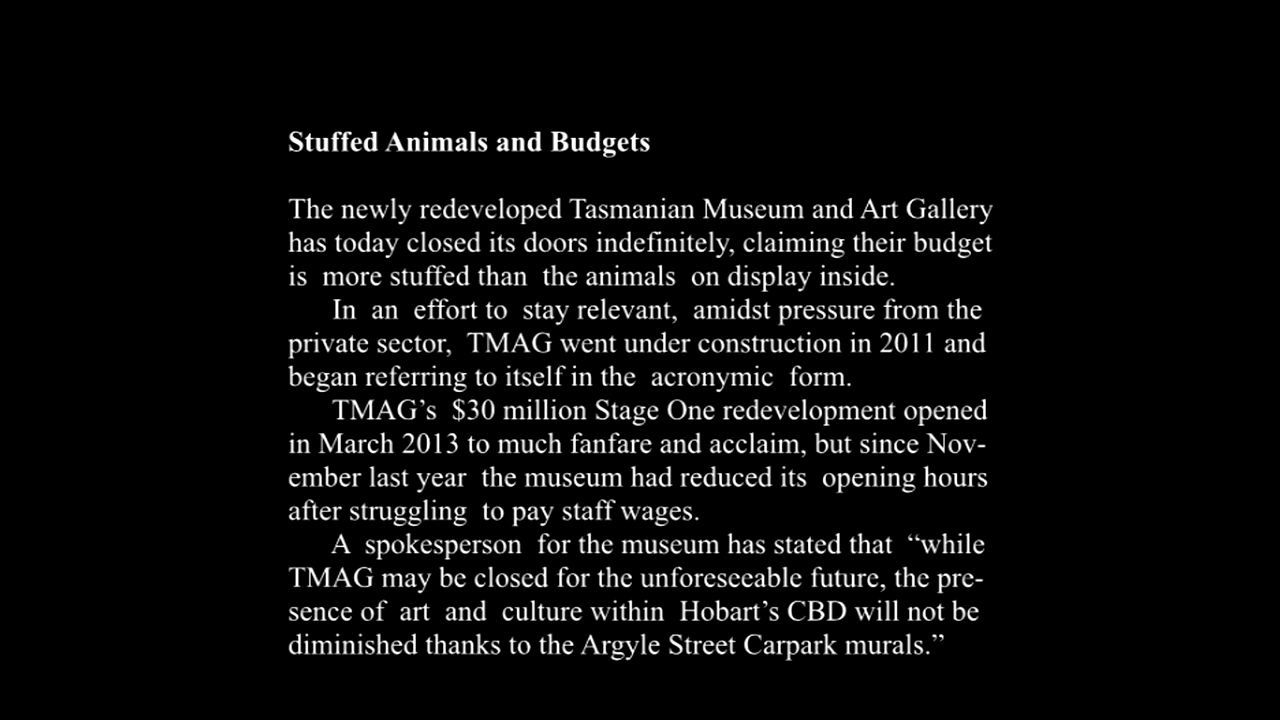 Stuffed Animals and Budgets
The newly redeveloped Tasmanian Museum and Art Gallery
has today closed its doors indefinitely, claiming their budget
is more stuffed than the animals on display inside.
In an effort to stay relevant, amidst pressure from the
private sector, TMAG went under construction in 2011 and
began referring to itself in the acronymic form.
TMAG’s $30 million Stage One redevelopment opened
in March 2013 to much fanfare and acclaim, but since Nov-
ember last year the museum had reduced its opening hours
after struggling to pay staff wages.
A spokesperson for the museum has stated that “while
TMAG may be closed for the unforeseeable future, the pre-
sence of art and culture within Hobart’s CBD will not be
diminished thanks to the Argyle Street Carpark murals.”